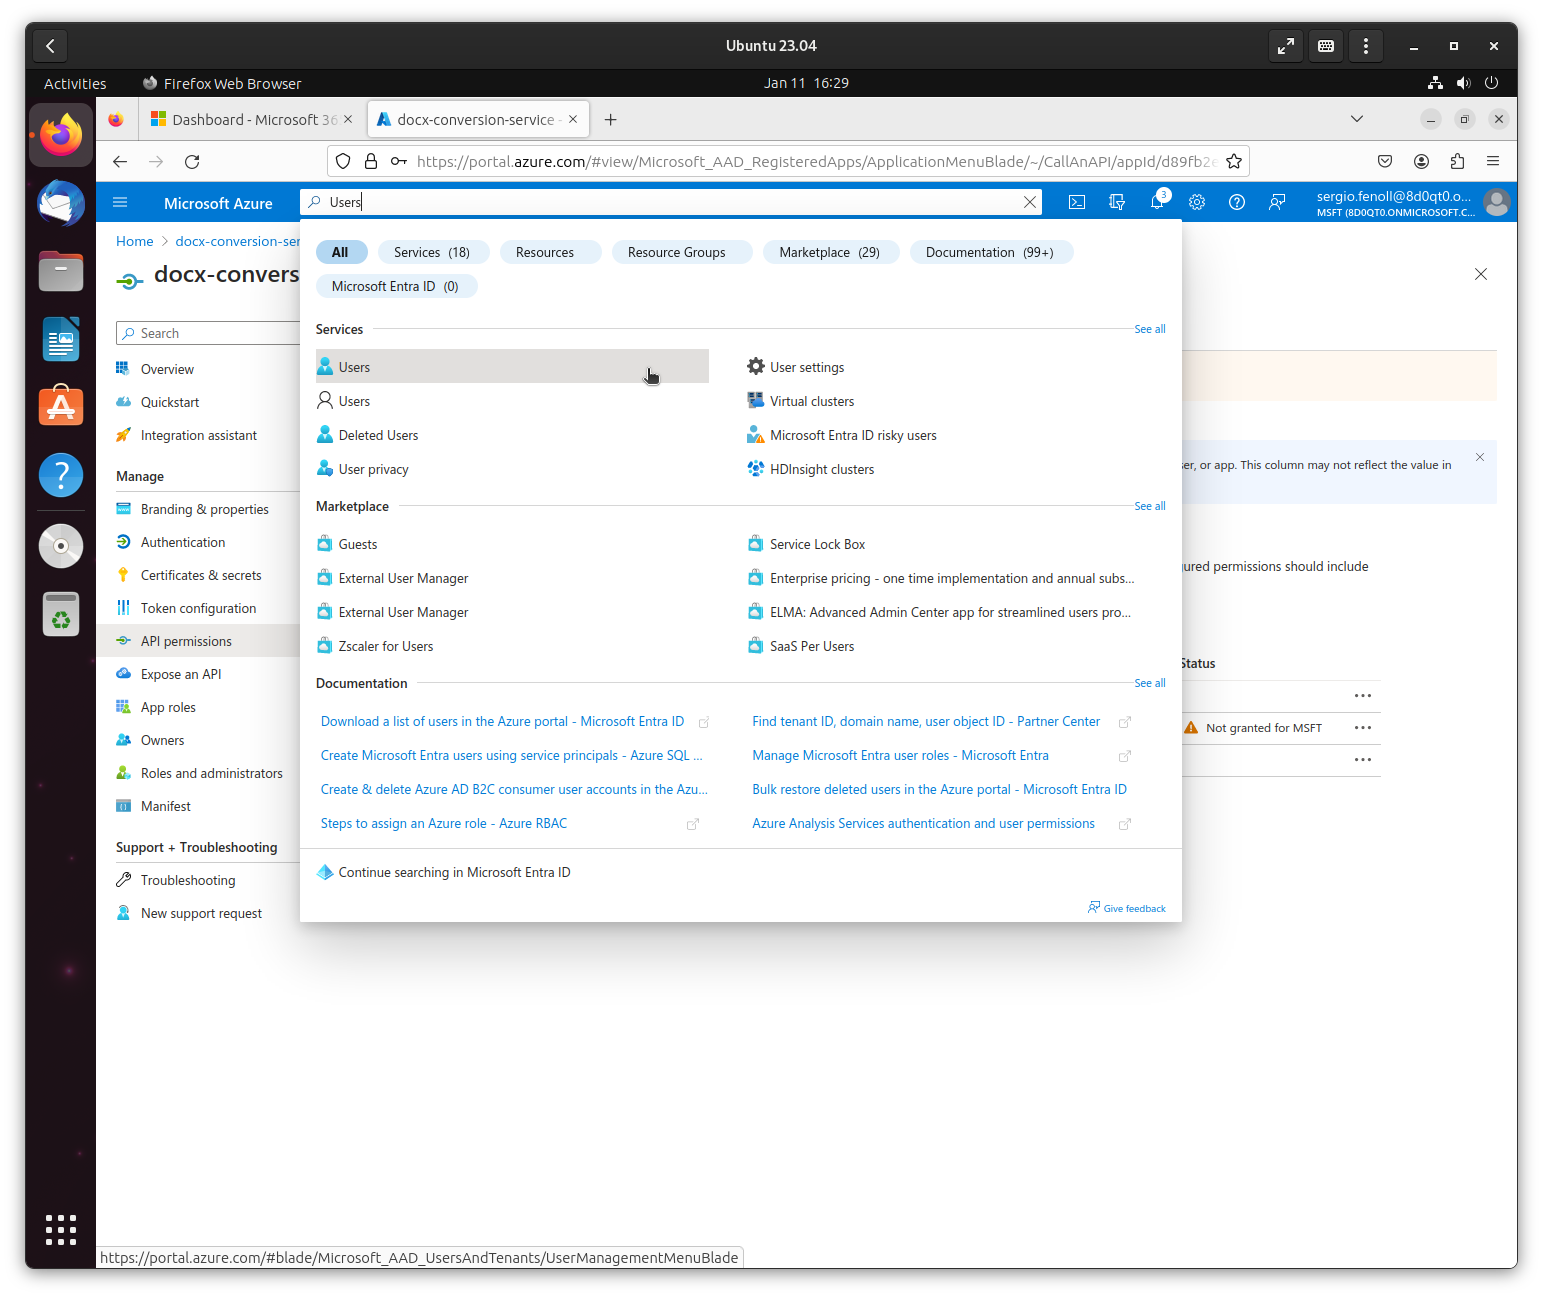 Ubuntu 23.04
Activities
Firefox Web Browser
Jan 11 16:29
Dashboard - Microsoft 36
docx-conversion-service -
https://portal.azure.com/#view/Microsoft_AAD_RegisteredApps/ApplicationMenuBlade/~/CallAnAPI/appId/d89fb2e
Microsoft Azure
Users
3
sergio.fenoll@8d0qt0.o...
MSFT (8D0QT0.ONMICROSOFT.C...
Home > docx-conversion-ser
docx-convers
Search
Overview
Quickstart
Integration assistant
Manage
Branding & properties
Authentication
Certificates & secrets
Token configuration
API permissions
Expose an API
App roles
Owners
Roles and administrators
Manifest
Support + Troubleshooting
Troubleshooting
New support request
All
Services (18)
Resources
Resource Groups
Marketplace (29)
Documentation (99+)
Microsoft Entra ID (0)
Services
See all
Users
User settings
Users
Virtual clusters
Deleted Users
Microsoft Entra ID risky users
User privacy
HDInsight clusters
Marketplace
See all
Guests
Service Lock Box
External User Manager
Enterprise pricing - one time implementation and annual subs...
External User Manager
ELMA: Advanced Admin Center app for streamlined users pro...
Zscaler for Users
SaaS Per Users
Documentation
See all
Download a list of users in the Azure portal - Microsoft Entra ID
Find tenant ID, domain name, user object ID - Partner Center
Create Microsoft Entra users using service principals - Azure SQL ...
Manage Microsoft Entra user roles - Microsoft Entra
Create & delete Azure AD B2C consumer user accounts in the Azu...
Bulk restore deleted users in the Azure portal - Microsoft Entra ID
Steps to assign an Azure role - Azure RBAC
Azure Analysis Services authentication and user permissions
Continue searching in Microsoft Entra ID
Give feedback
ser, or app. This column may not reflect the value in
ured permissions should include
Status
Not granted for MSFT
https://portal.azure.com/#blade/Microsoft_AAD_UsersAndTenants/UserManagementMenuBlade